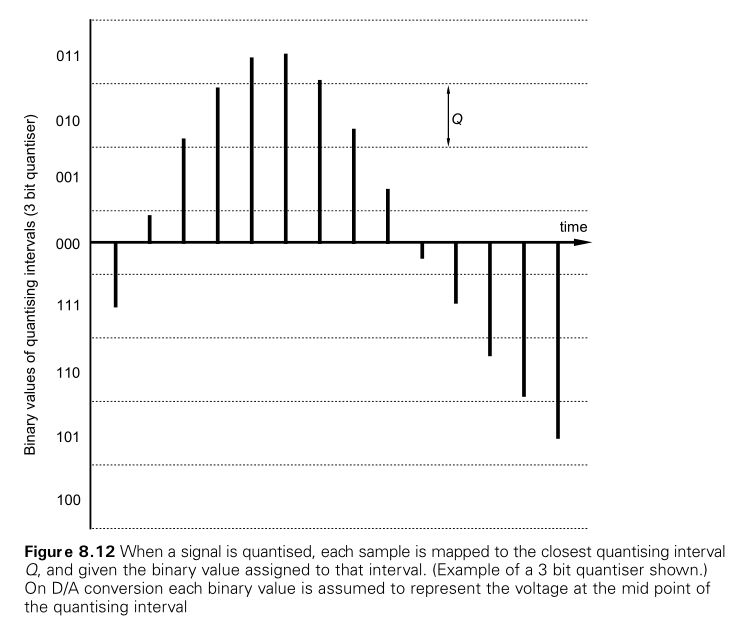 Binary values of quantising intervals (3 bit quantiser)
011
010
Q
001
time
000
111
110
101
100
Figure 8.12 When a signal is quantised, each sample is mapped to the closest quantising interval
Q, and given the binary value assigned to that interval. (Example of a 3 bit quantiser shown.)
On D/A conversion each binary value is assumed to represent the voltage at the mid point of
the quantising interval